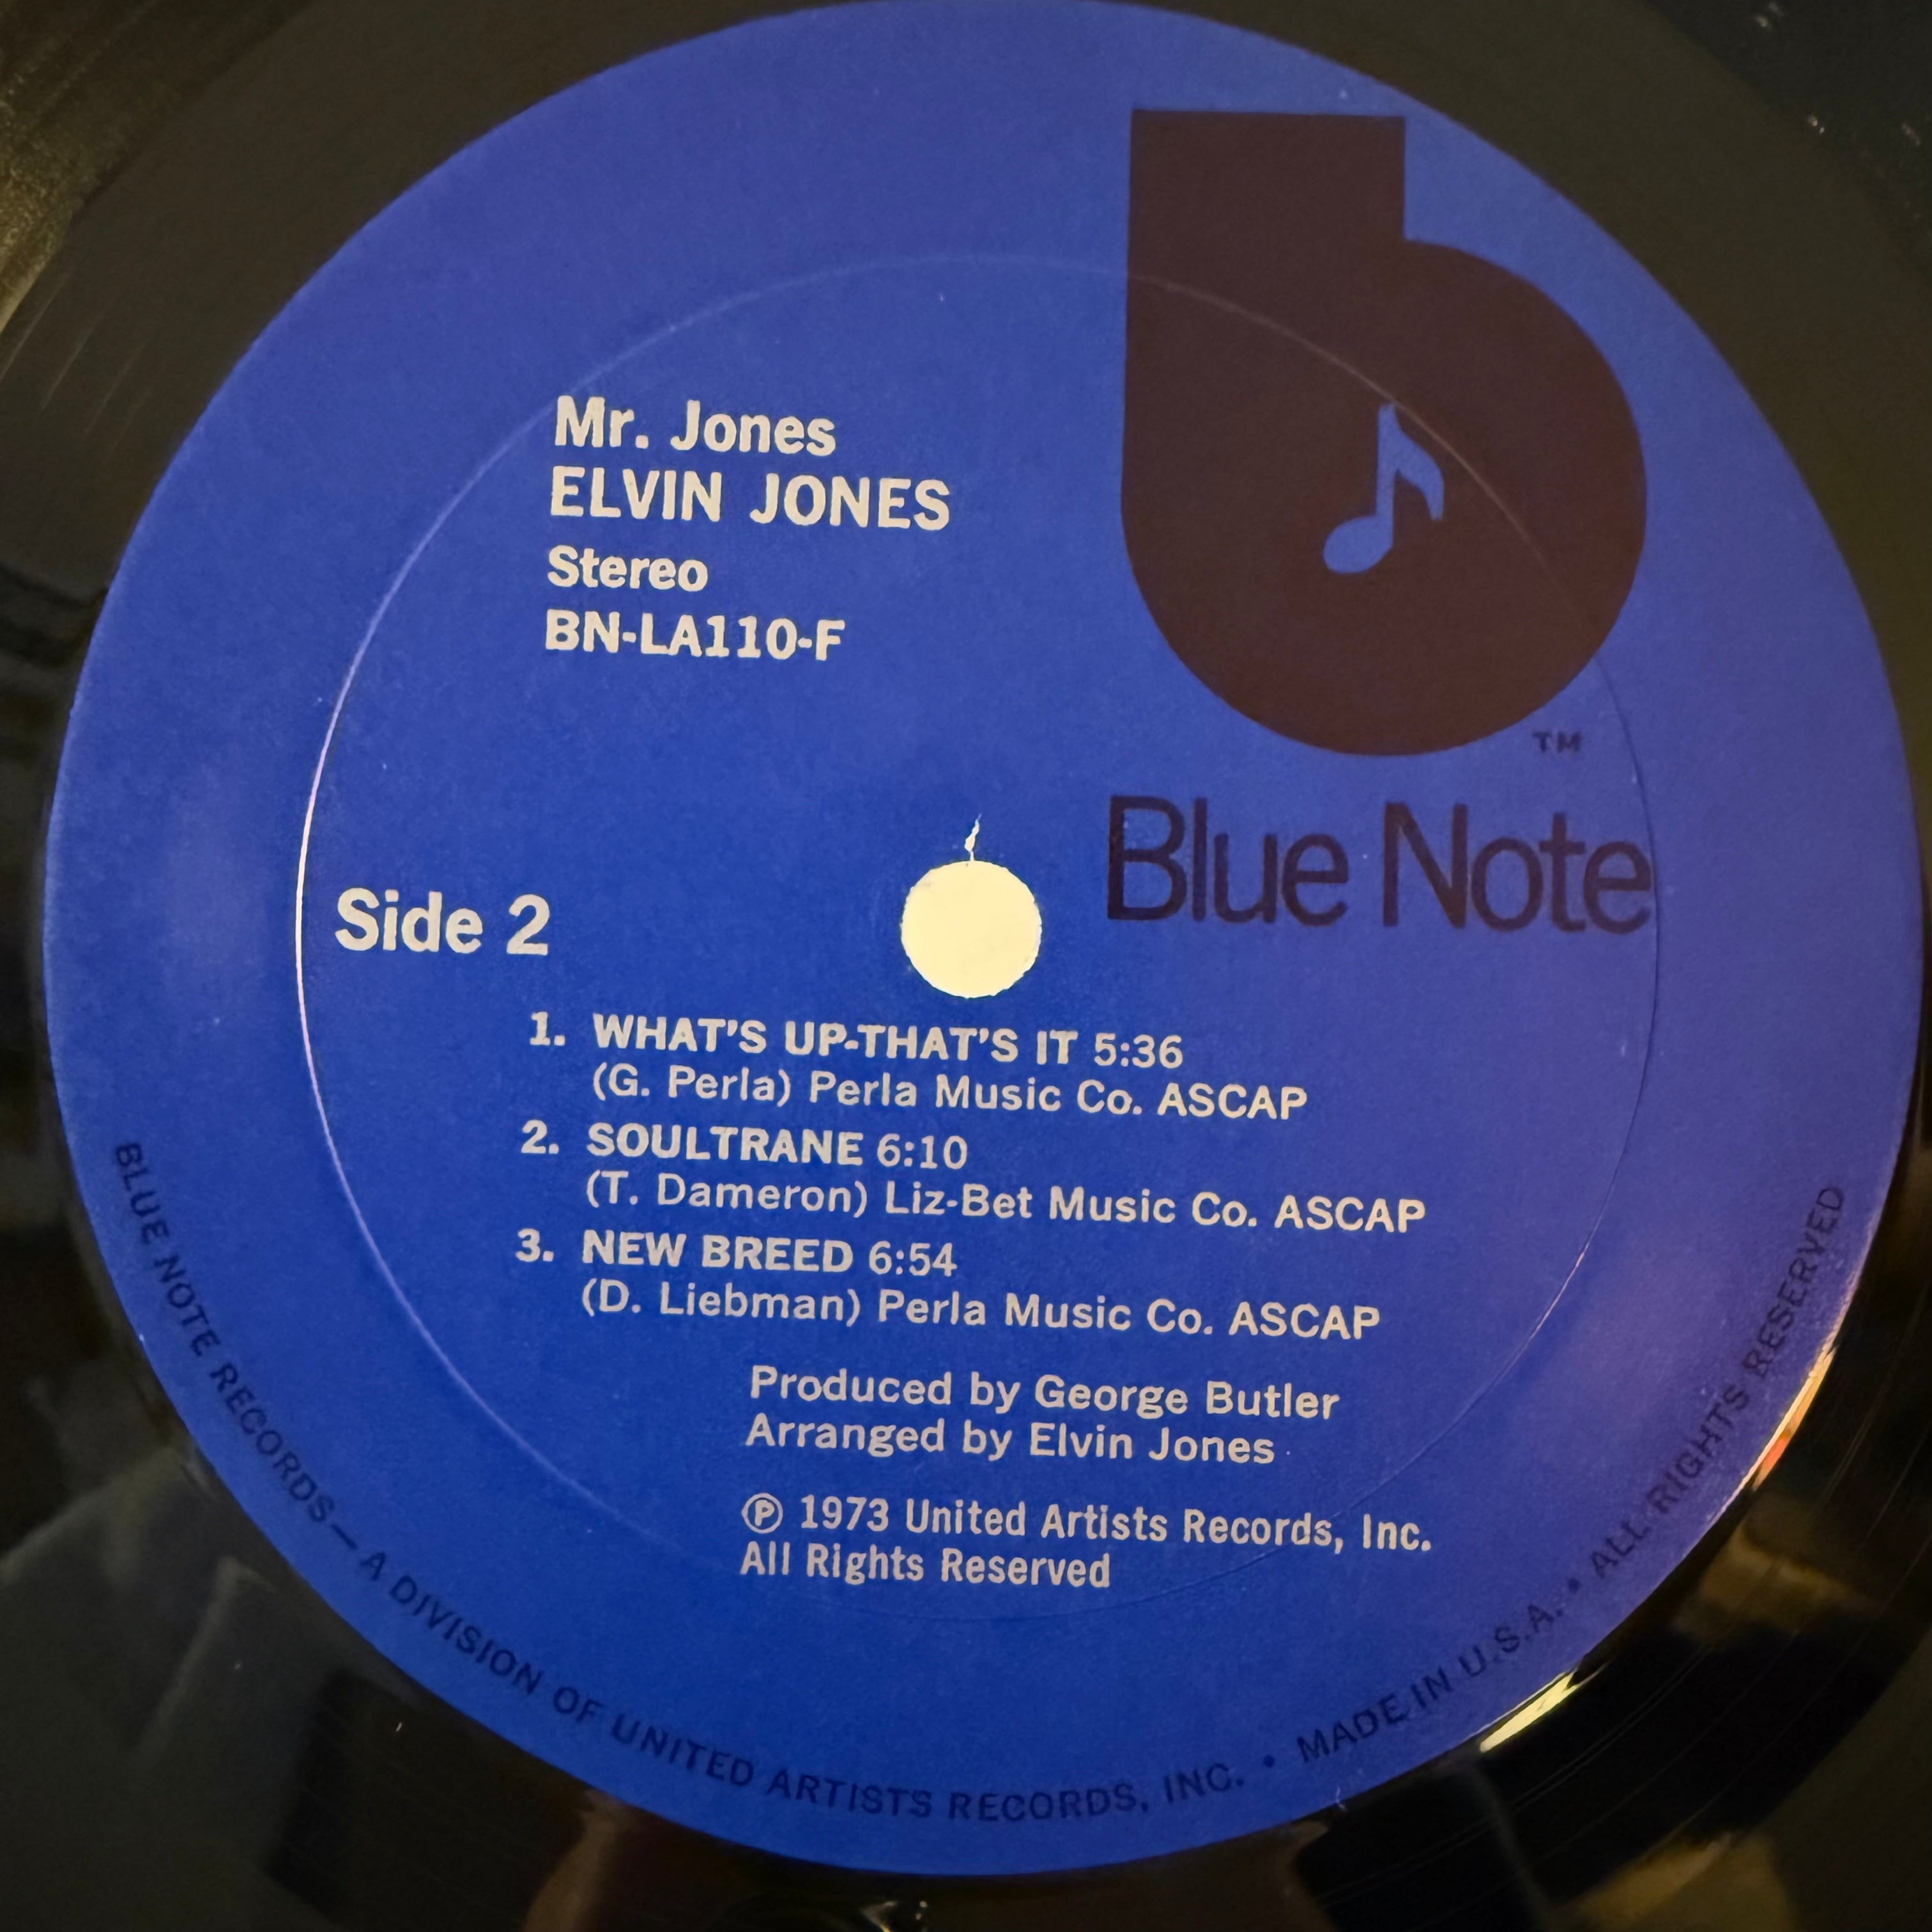 Mr. Jones
ELVIN JONES
Stereo
BN-LA110-F
TM
Blue Note
Side 2
1. WHAT'S UP-THAT'S IT 5:36
(G. Perla) Perla Music Co. ASCAP
2. SOULTRANE 6:10
(T. Dameron) Liz-Bet Music Co. ASCAP
3. NEW BREED 6:54
(D. Liebman) Perla Music Co. ASCAP
Produced by George Butler
Arranged by Elvin Jones
℗ 1973 United Artists Records, Inc.
All Rights Reserved
BLUE NOTE RECORDS — A DIVISION OF UNITED ARTISTS RECORDS, INC. • MADE IN U.S.A. • ALL RIGHTS RESERVED